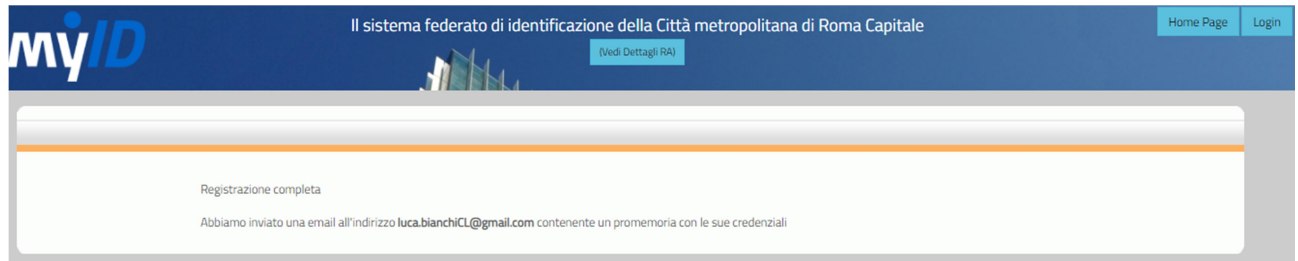 myID
Il sistema federato di identificazione della Città metropolitana di Roma Capitale
(Vedi Dettagli RA)
Home Page
Login
Registrazione completa
Abbiamo inviato una email all'indirizzo luca.bianchiCL@gmail.com contenente un promemoria con le sue credenziali